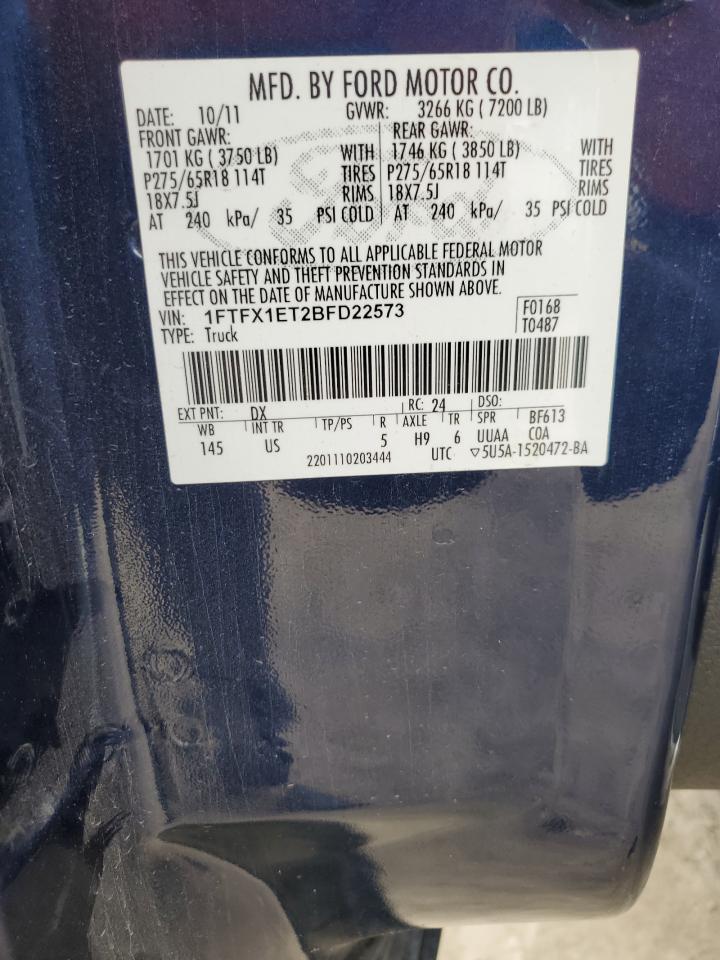 MFD. BY FORD MOTOR CO.
DATE: 10/11 GVWR: 3266 KG ( 7200 LB)
FRONT GAWR: REAR GAWR:
1701 KG ( 3750 LB) WITH 1746 KG ( 3850 LB) WITH
P275/65R18 114T TIRES P275/65R18 114T TIRES
18X7.5J RIMS 18X7.5J RIMS
AT 240 kPa/ 35 PSI COLD AT 240 kPa/ 35 PSI COLD
THIS VEHICLE CONFORMS TO ALL APPLICABLE FEDERAL MOTOR
VEHICLE SAFETY AND THEFT PREVENTION STANDARDS IN
EFFECT ON THE DATE OF MANUFACTURE SHOWN ABOVE.
VIN: 1FTFX1ET2BFD22573 F0168
TYPE: Truck T0487
EXT PNT: DX RC: 24 DSO:
WB INT TR TP/PS R AXLE TR SPR BF613
145 US 5 H9 6 UUAA COA
2201110203444 UTC ▽5U5A-1520472-BA
Ford